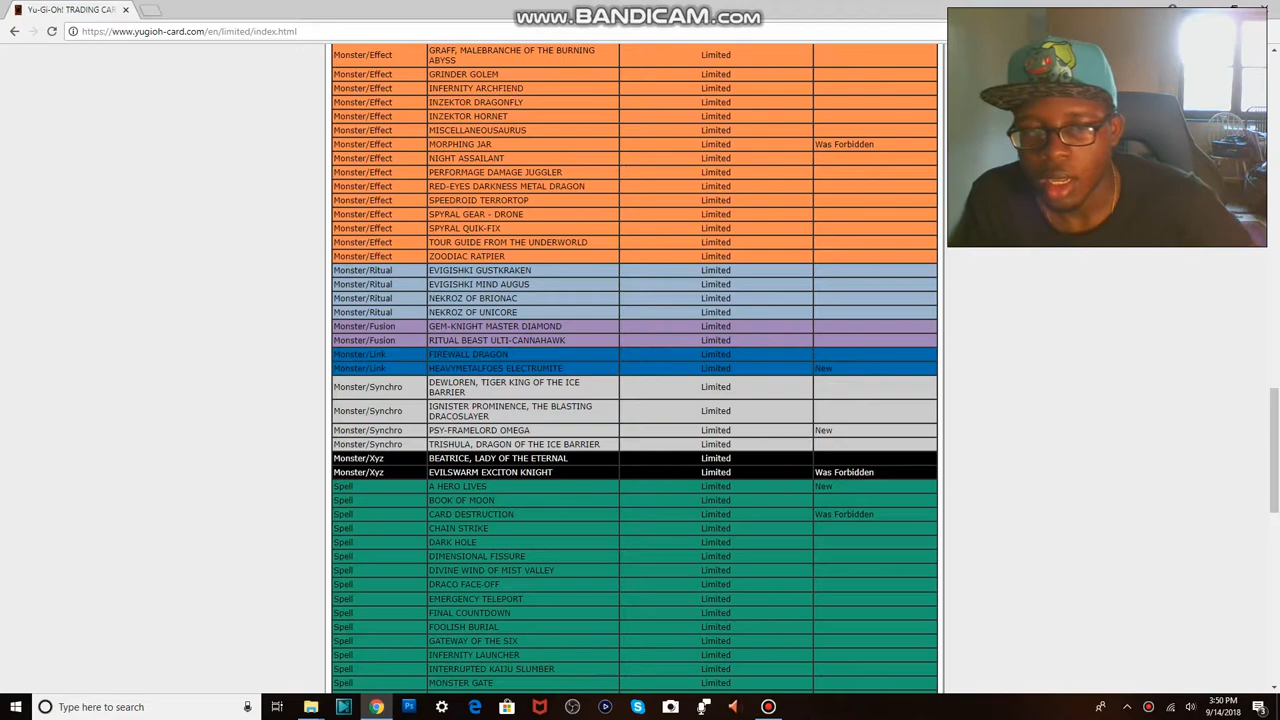 www.BANDICAM.com
Yu-Gi-Oh! TRADING CAR
https://www.yugioh-card.com/en/limited/index.html
Monster/Effect GRAFF, MALEBRANCHE OF THE BURNING ABYSS Limited
Monster/Effect GRINDER GOLEM Limited
Monster/Effect INFERNITY ARCHFIEND Limited
Monster/Effect INZEKTOR DRAGONFLY Limited
Monster/Effect INZEKTOR HORNET Limited
Monster/Effect MISCELLANEOUSAURUS Limited
Monster/Effect MORPHING JAR Limited Was Forbidden
Monster/Effect NIGHT ASSAILANT Limited
Monster/Effect PERFORMAGE DAMAGE JUGGLER Limited
Monster/Effect RED-EYES DARKNESS METAL DRAGON Limited
Monster/Effect SPEEDROID TERRORTOP Limited
Monster/Effect SPYRAL GEAR - DRONE Limited
Monster/Effect SPYRAL QUIK-FIX Limited
Monster/Effect TOUR GUIDE FROM THE UNDERWORLD Limited
Monster/Effect ZOODIAC RATPIER Limited
Monster/Ritual EVIGISHKI GUSTKRAKEN Limited
Monster/Ritual EVIGISHKI MIND AUGUS Limited
Monster/Ritual NEKROZ OF BRIONAC Limited
Monster/Ritual NEKROZ OF UNICORE Limited
Monster/Fusion GEM-KNIGHT MASTER DIAMOND Limited
Monster/Fusion RITUAL BEAST ULTI-CANNAHAWK Limited
Monster/Link FIREWALL DRAGON Limited
Monster/Link HEAVYMETALFOES ELECTRUMITE Limited New
Monster/Synchro DEWLOREN, TIGER KING OF THE ICE BARRIER Limited
Monster/Synchro IGNISTER PROMINENCE, THE BLASTING DRACOSLAYER Limited
Monster/Synchro PSY-FRAMELORD OMEGA Limited New
Monster/Synchro TRISHULA, DRAGON OF THE ICE BARRIER Limited
Monster/Xyz BEATRICE, LADY OF THE ETERNAL Limited
Monster/Xyz EVILSWARM EXCITON KNIGHT Limited Was Forbidden
Spell A HERO LIVES Limited New
Spell BOOK OF MOON Limited
Spell CARD DESTRUCTION Limited Was Forbidden
Spell CHAIN STRIKE Limited
Spell DARK HOLE Limited
Spell DIMENSIONAL FISSURE Limited
Spell DIVINE WIND OF MIST VALLEY Limited
Spell DRACO FACE-OFF Limited
Spell EMERGENCY TELEPORT Limited
Spell FINAL COUNTDOWN Limited
Spell FOOLISH BURIAL Limited
Spell GATEWAY OF THE SIX Limited
Spell INFERNITY LAUNCHER Limited
Spell INTERRUPTED KAIJU SLUMBER Limited
Spell MONSTER GATE Limited
Type here to search
3:50 PM
9/14/2018